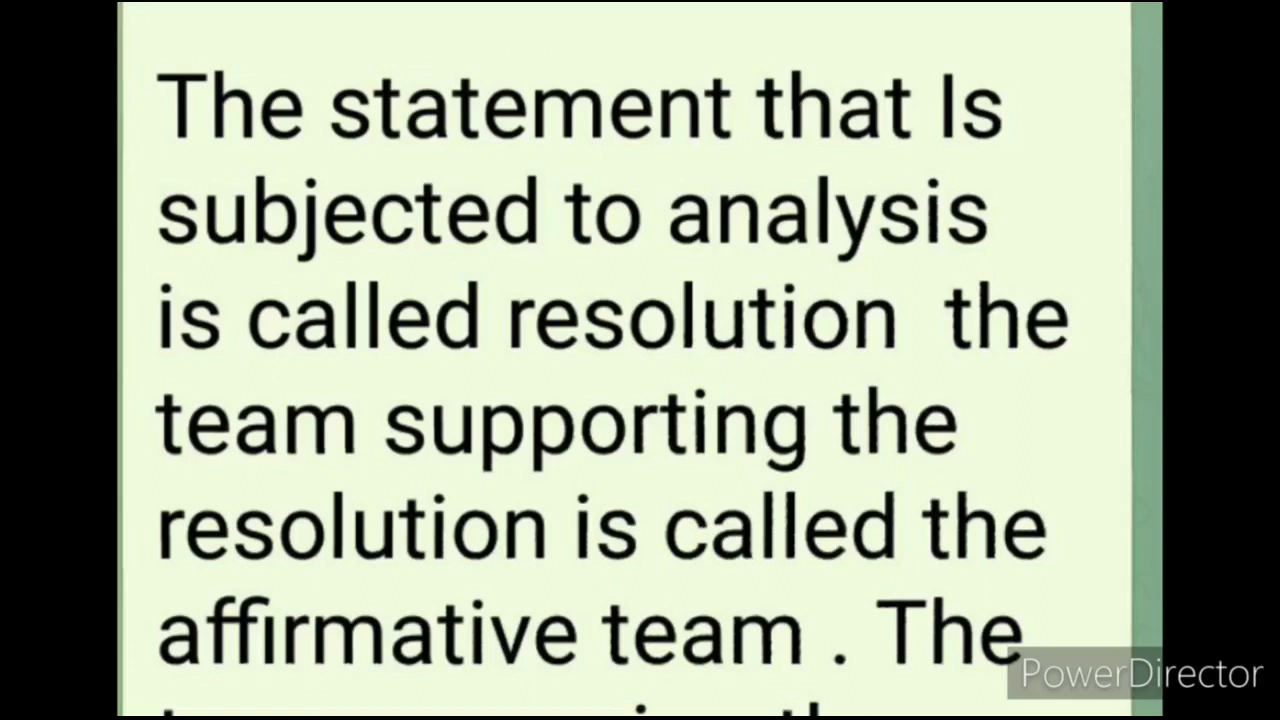 The statement that Is
subjected to analysis
is called resolution  the
team supporting the
resolution is called the
affirmative team . The
PowerDirector